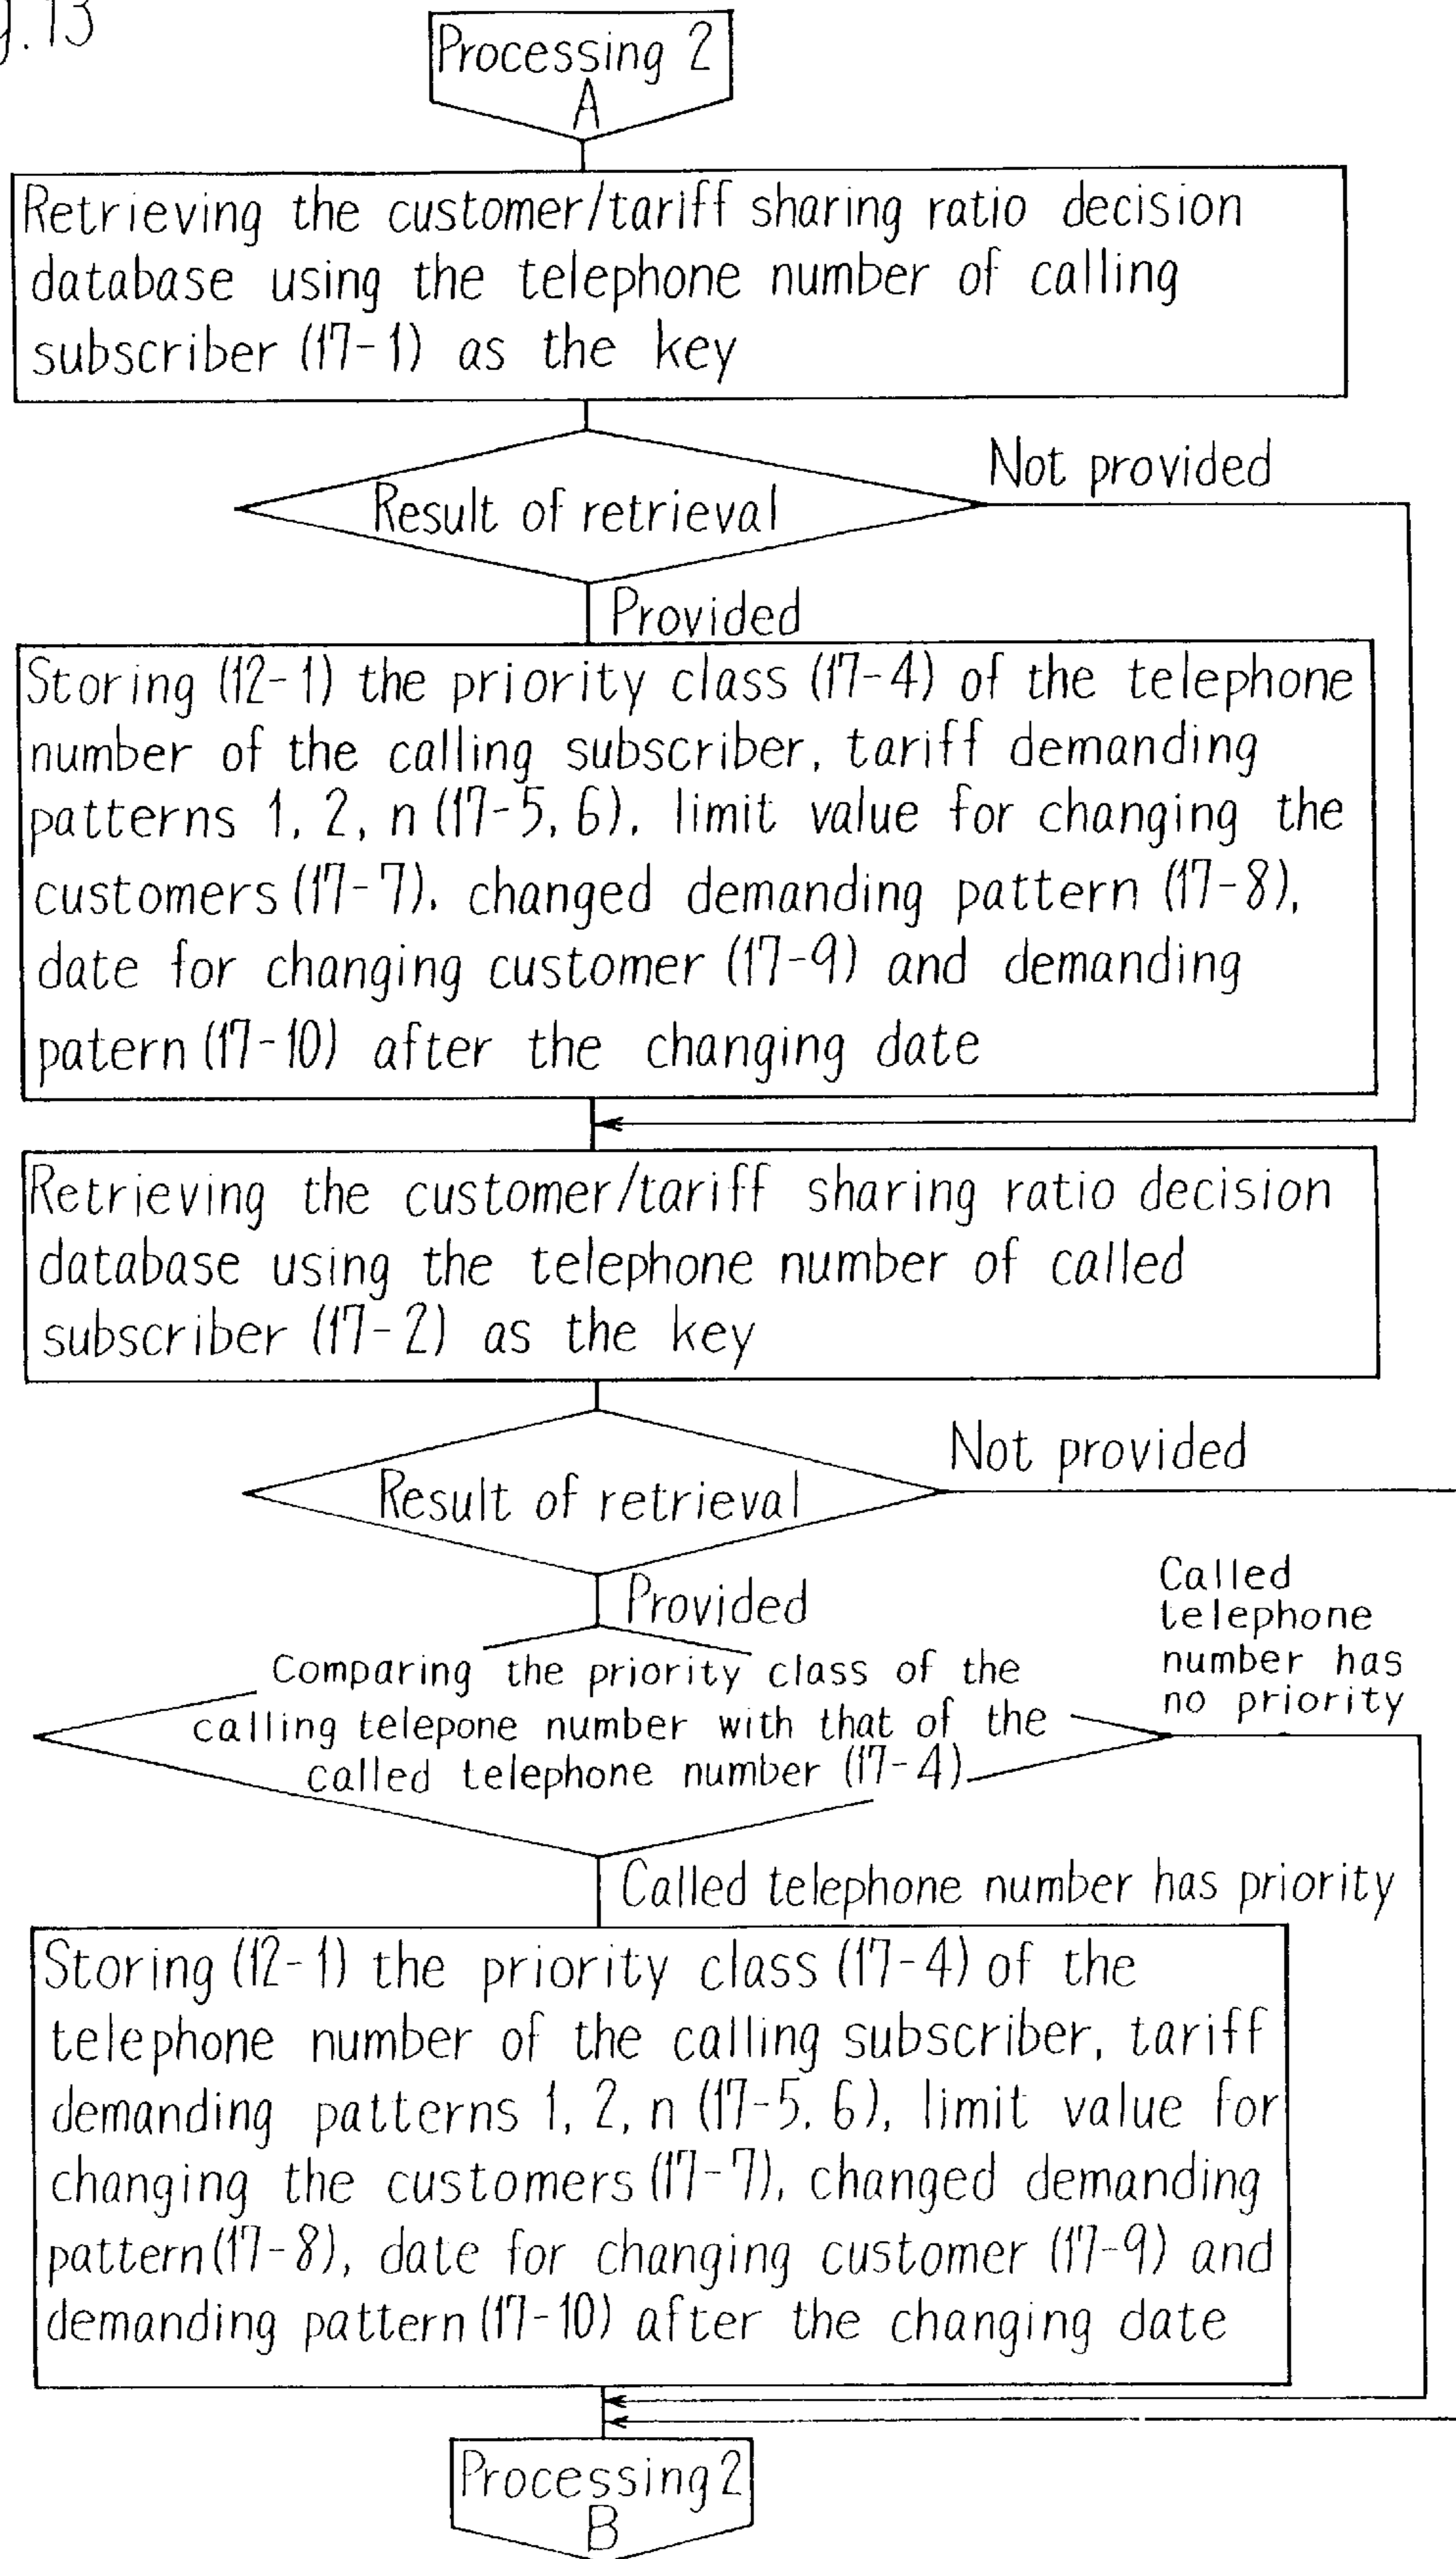 g.13
Processing 2
A
Retrieving the customer/tariff sharing ratio decision
database using the telephone number of calling
subscriber (17-1) as the key
Not provided
Result of retrieval
Provided
Storing (12-1) the priority class (17-4) of the telephone
number of the calling subscriber, tariff demanding
patterns 1, 2, n (17-5, 6), limit value for changing the
customers (17-7), changed demanding pattern (17-8),
date for changing customer (17-9) and demanding
patern (17-10) after the changing date
Retrieving the customer/tariff sharing ratio decision
database using the telephone number of called
subscriber (17-2) as the key
Not provided
Result of retrieval
Provided
Called
telephone
number has
no priority
Comparing the priority class of the
calling telepone number with that of the
called telephone number (17-4)
Called telephone number has priority
Storing (12-1) the priority class (17-4) of the
telephone number of the calling subscriber, tariff
demanding patterns 1, 2, n (17-5, 6), limit value for
changing the customers (17-7), changed demanding
pattern (17-8), date for changing customer (17-9) and
demanding pattern (17-10) after the changing date
Processing 2
B